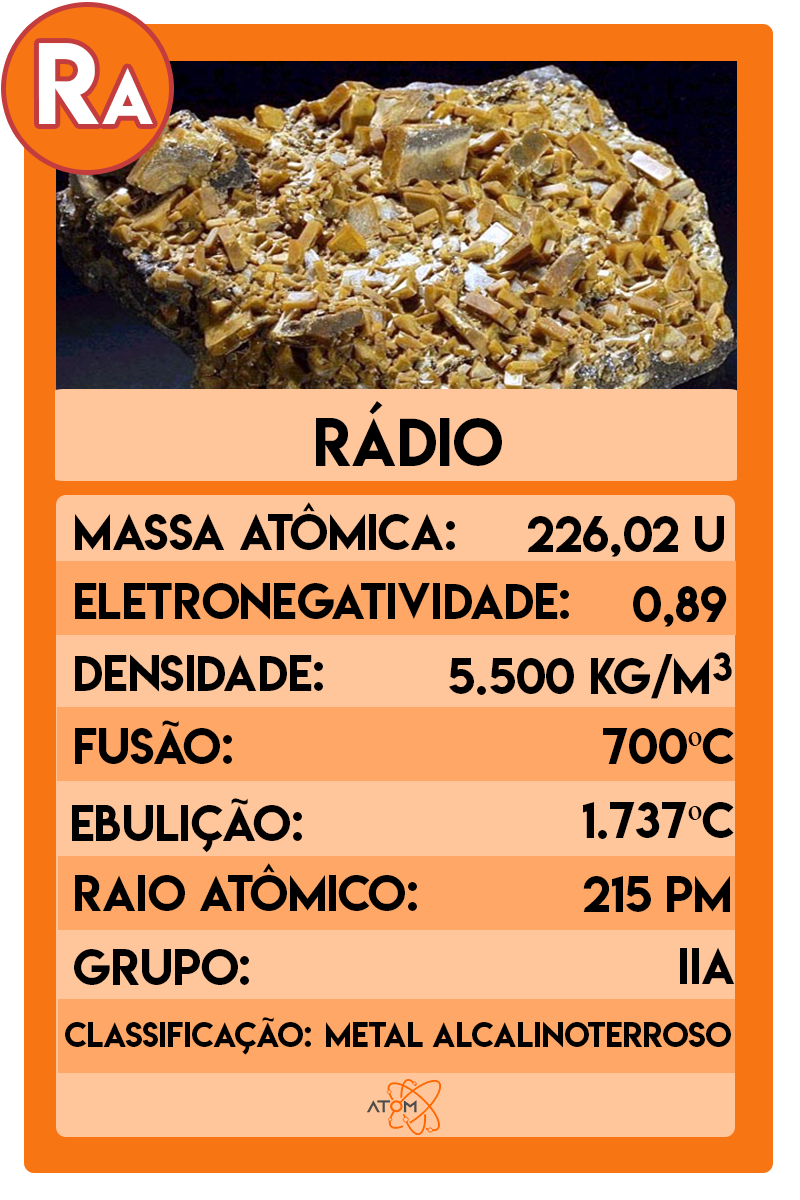 RA
RÁDIO
MASSA ATÔMICA: 226,02 U
ELETRONEGATIVIDADE: 0,89
DENSIDADE: 5.500 KG/M³
FUSÃO: 700ºC
EBULIÇÃO: 1.737ºC
RAIO ATÔMICO: 215 PM
GRUPO: IIA
CLASSIFICAÇÃO: METAL ALCALINOTERROSO
ATOM